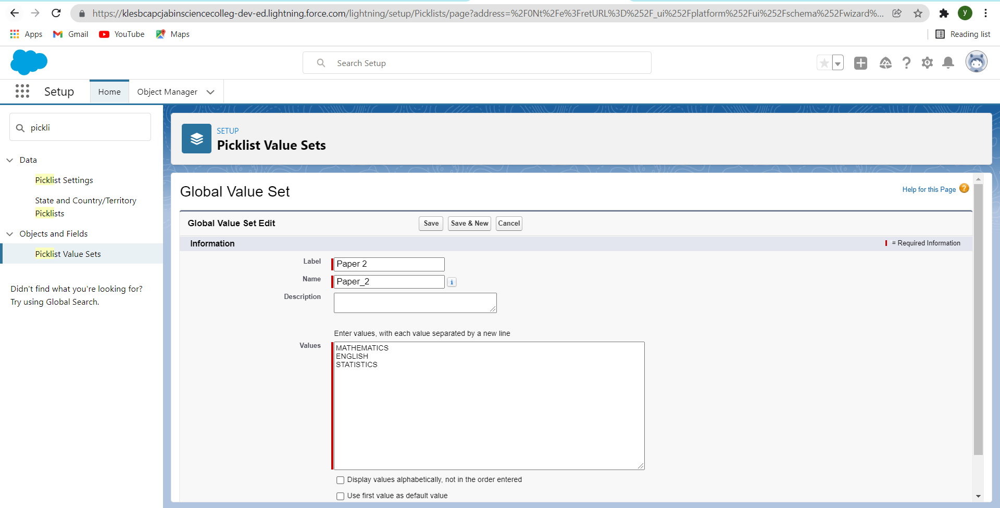 https://klesbcapcjabinsciencecolleg-dev-ed.lightning.force.com/lightning/setup/Picklists/page?address=%2F0Nt%2Fe%3FretURL%3D%252F_ui%252Fplatform%252Fui%252Fschema%252Fwizard%...
y
Apps
Gmail
YouTube
Maps
Reading list
Search Setup
Setup
Home
Object Manager
pickli
Data
Picklist Settings
State and Country/Territory
Picklists
Objects and Fields
Picklist Value Sets
Didn't find what you're looking for?
Try using Global Search.
SETUP
Picklist Value Sets
Global Value Set
Help for this Page ?
Global Value Set Edit
Save
Save & New
Cancel
Information
= Required Information
Label
Paper 2
Name
Paper_2
i
Description
Enter values, with each value separated by a new line
Values
MATHEMATICS
ENGLISH
STATISTICS
Display values alphabetically, not in the order entered
Use first value as default value